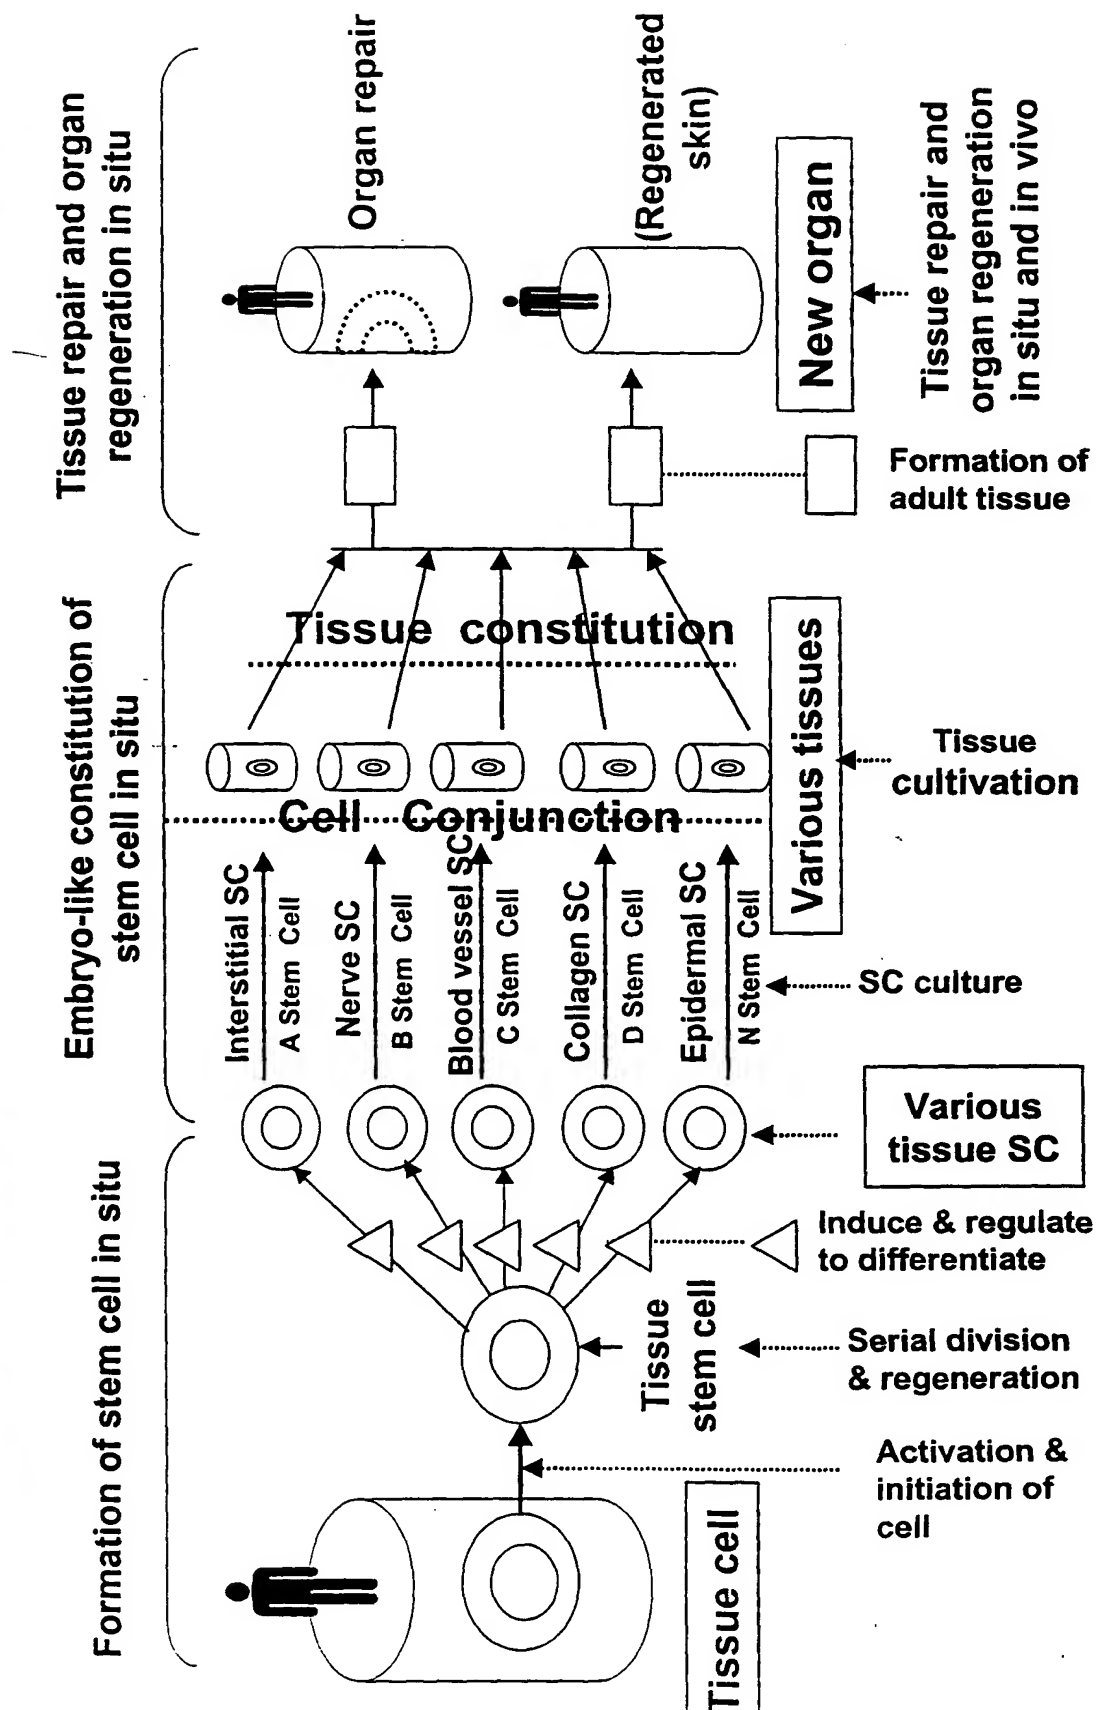 Formation of stem cell in situ
Embryo-like constitution of
stem cell in situ
Tissue repair and organ
regeneration in situ
Interstitial SC
A Stem Cell
Nerve SC
B Stem Cell
Blood vessel SC
C Stem Cell
Collagen SC
D Stem Cell
Epidermal SC
N Stem Cell
Cell Conjunction
Tissue constitution
Organ repair
(Regenerated
skin)
Tissue
stem cell
Tissue cell
Various tissues
New organ
Activation &
initiation of
cell
Serial division
& regeneration
Induce & regulate
to differentiate
Various
tissue SC
SC culture
Tissue
cultivation
Formation of
adult tissue
Tissue repair and
organ regeneration
in situ and in vivo